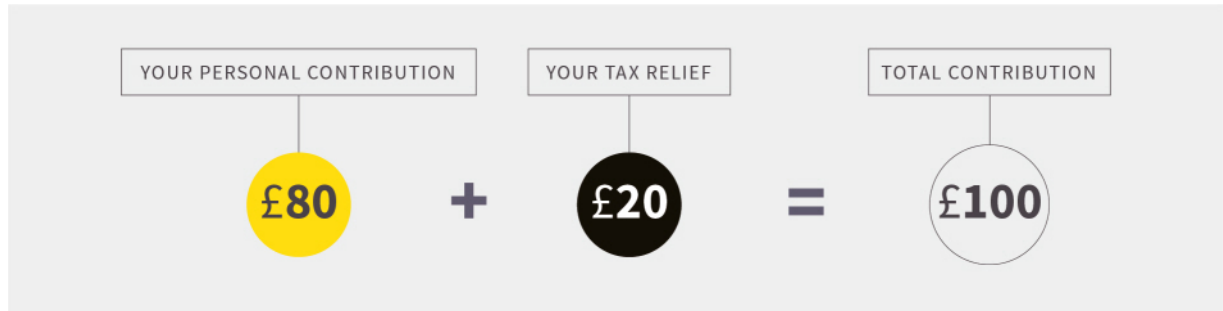 YOUR PERSONAL CONTRIBUTION
YOUR TAX RELIEF
TOTAL CONTRIBUTION
£80 + £20 = £100